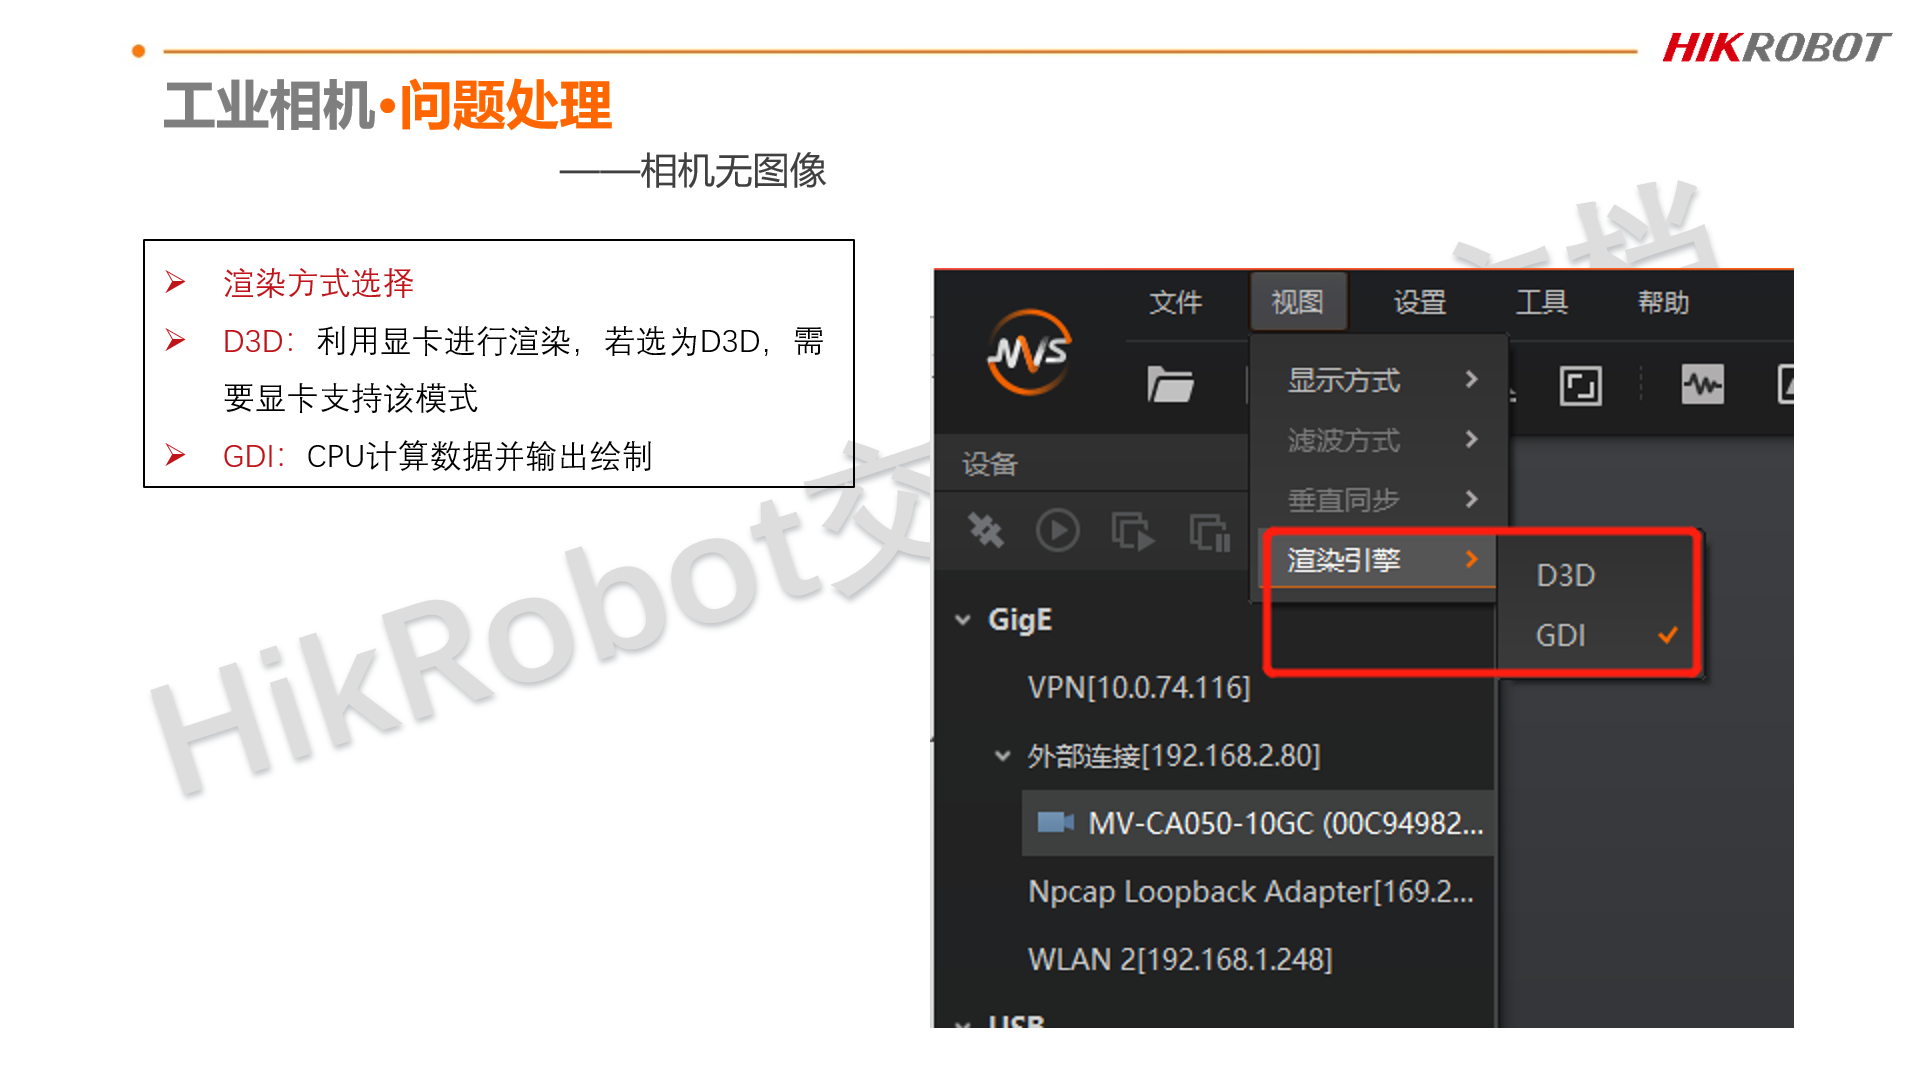 HIKROBOT
工业相机·问题处理
——相机无图像
渲染方式选择
D3D：利用显卡进行渲染，若选为D3D，需
要显卡支持该模式
GDI：CPU计算数据并输出绘制
HikRobot交
文档
MVS
文件 视图 设置 工具 帮助
显示方式
滤波方式
垂直同步
渲染引擎
D3D
GDI
设备
GigE
VPN[10.0.74.116]
外部连接[192.168.2.80]
MV-CA050-10GC (00C94982...
Npcap Loopback Adapter[169.2...
WLAN 2[192.168.1.248]
USB